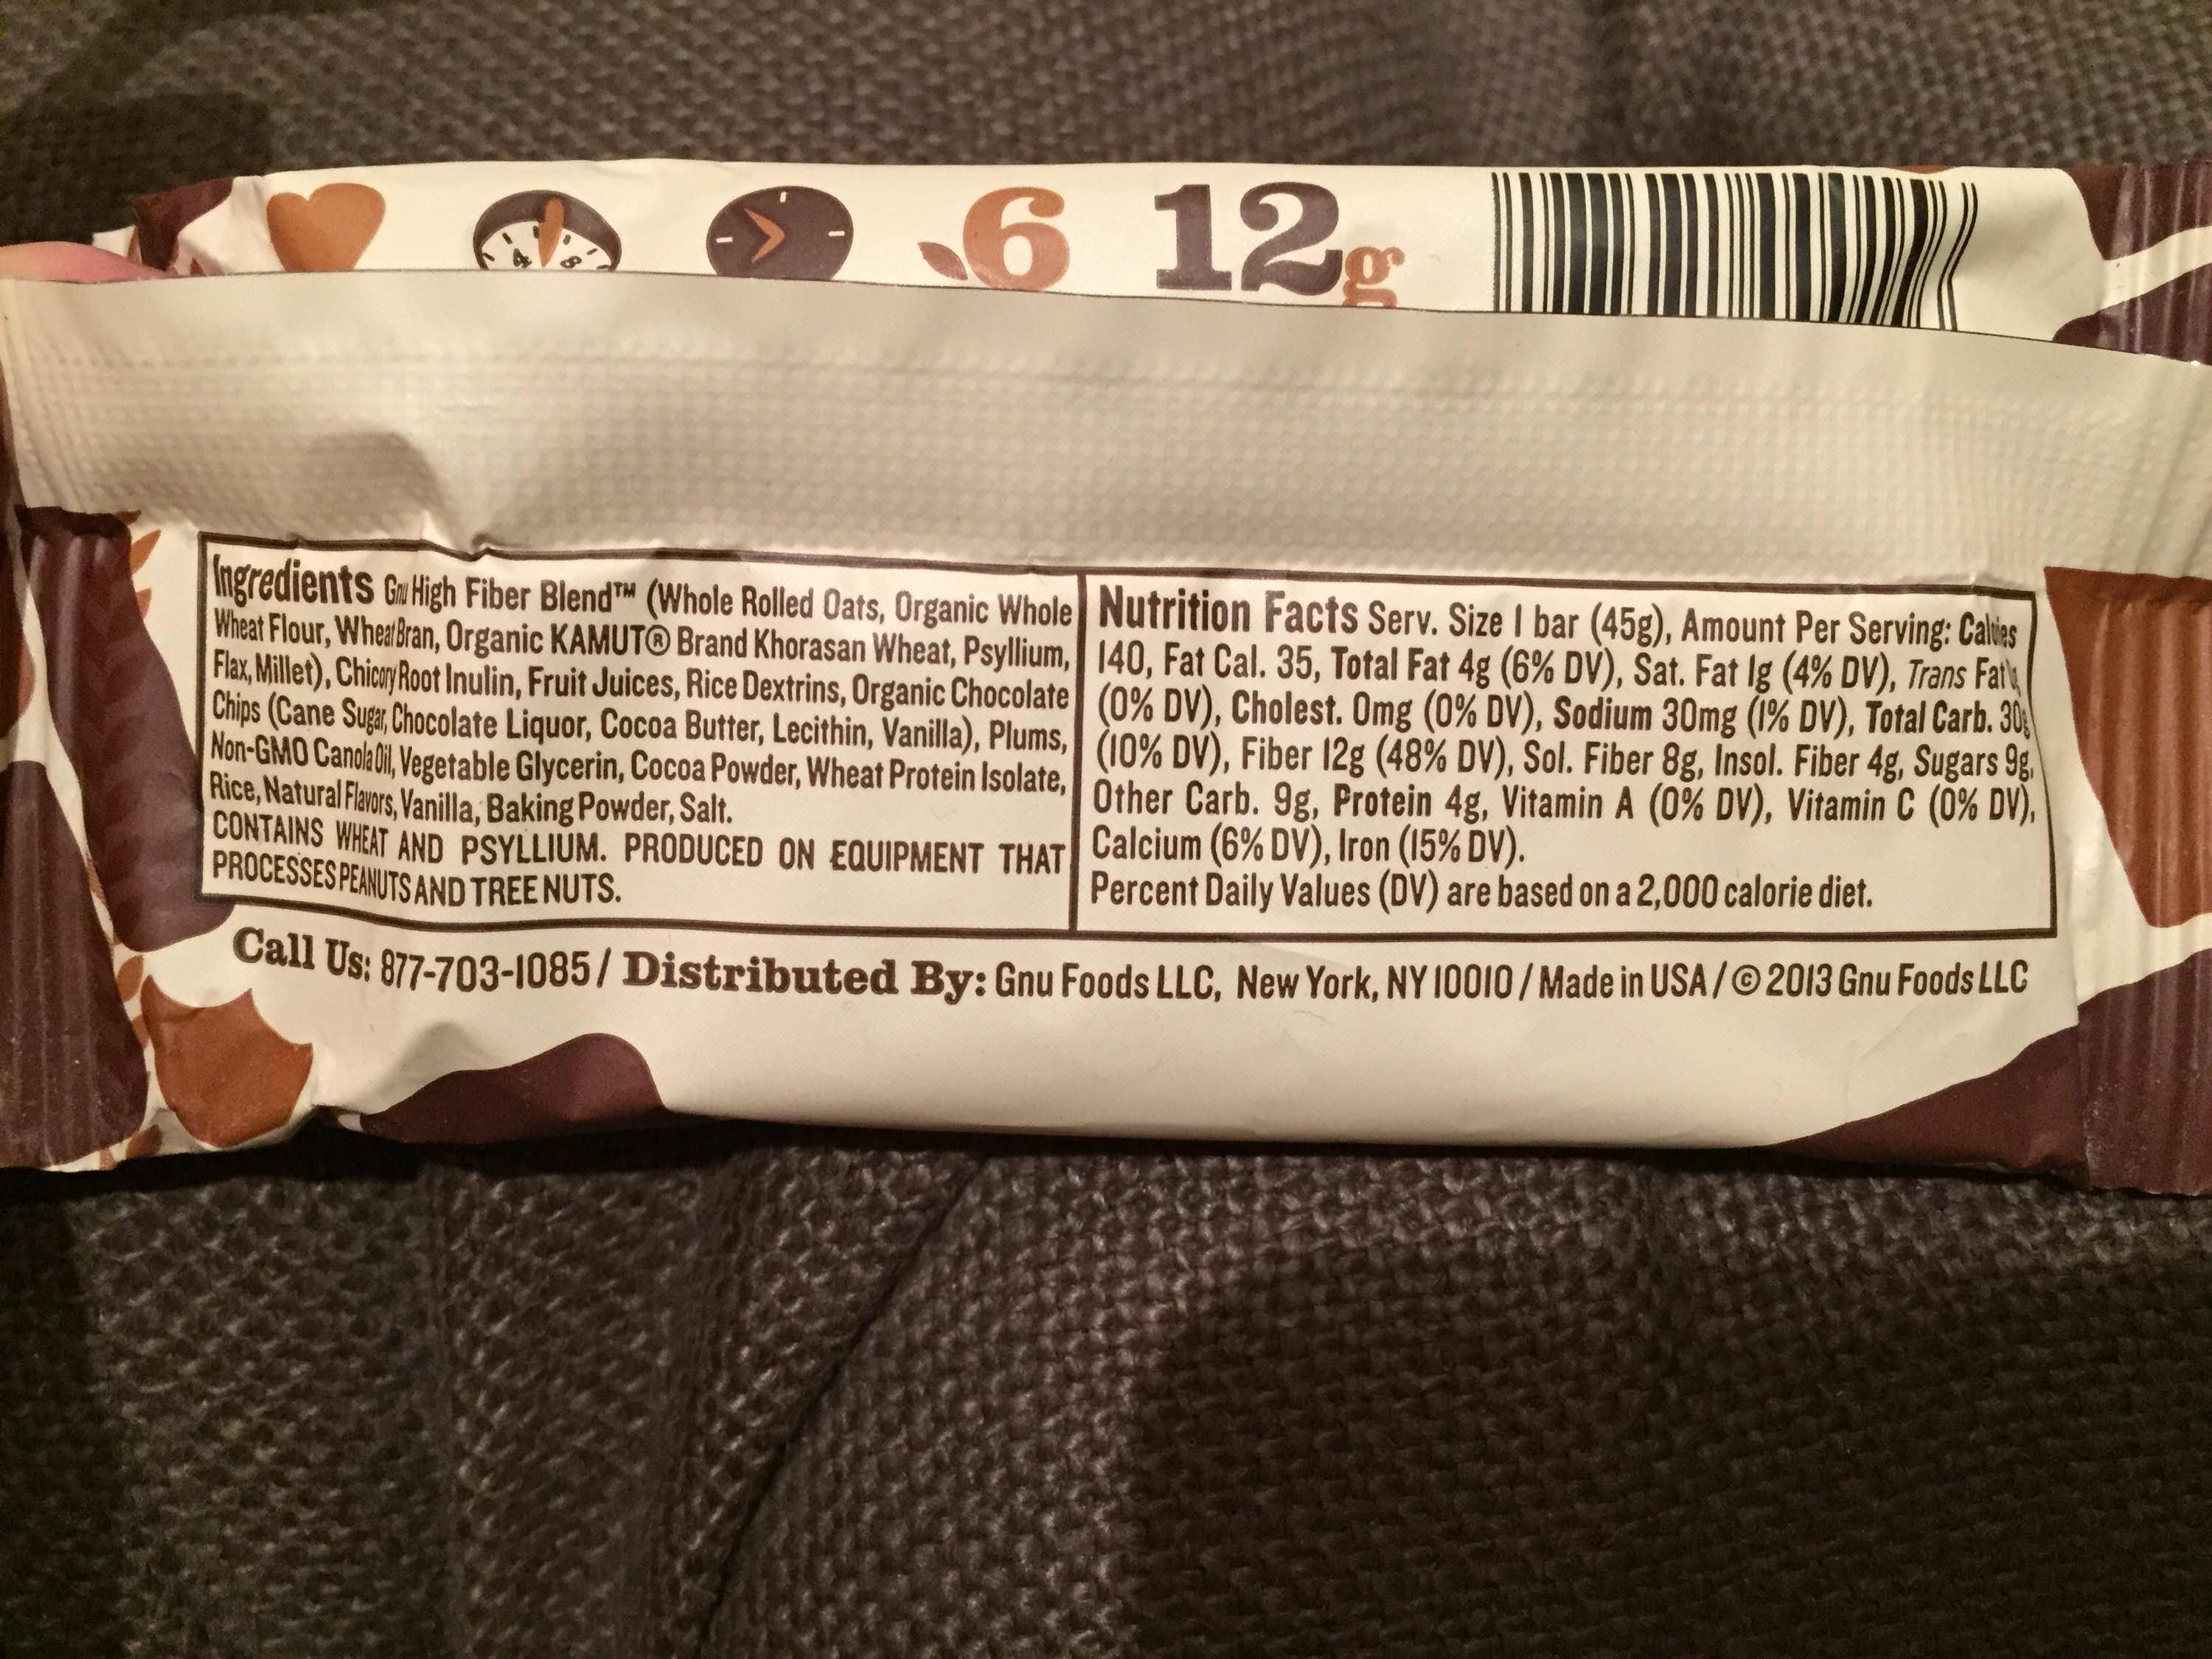 4 8
6 12g
Ingredients Gnu High Fiber Blend™ (Whole Rolled Oats, Organic Whole
Wheat Flour, Wheat Bran, Organic KAMUT® Brand Khorasan Wheat, Psyllium,
Flax, Millet), Chicory Root Inulin, Fruit Juices, Rice Dextrins, Organic Chocolate
Chips (Cane Sugar, Chocolate Liquor, Cocoa Butter, Lecithin, Vanilla), Plums,
Non-GMO Canola Oil, Vegetable Glycerin, Cocoa Powder, Wheat Protein Isolate,
Rice, Natural Flavors, Vanilla, Baking Powder, Salt.
CONTAINS WHEAT AND PSYLLIUM. PRODUCED ON EQUIPMENT THAT
PROCESSES PEANUTS AND TREE NUTS.
Nutrition Facts Serv. Size 1 bar (45g), Amount Per Serving: Calories
140, Fat Cal. 35, Total Fat 4g (6% DV), Sat. Fat 1g (4% DV), Trans Fat
(0% DV), Cholest. 0mg (0% DV), Sodium 30mg (1% DV), Total Carb. 30g
(10% DV), Fiber 12g (48% DV), Sol. Fiber 8g, Insol. Fiber 4g, Sugars 9g,
Other Carb. 9g, Protein 4g, Vitamin A (0% DV), Vitamin C (0% DV),
Calcium (6% DV), Iron (15% DV).
Percent Daily Values (DV) are based on a 2,000 calorie diet.
Call Us: 877-703-1085 / Distributed By: Gnu Foods LLC, New York, NY 10010 / Made in USA / © 2013 Gnu Foods LLC